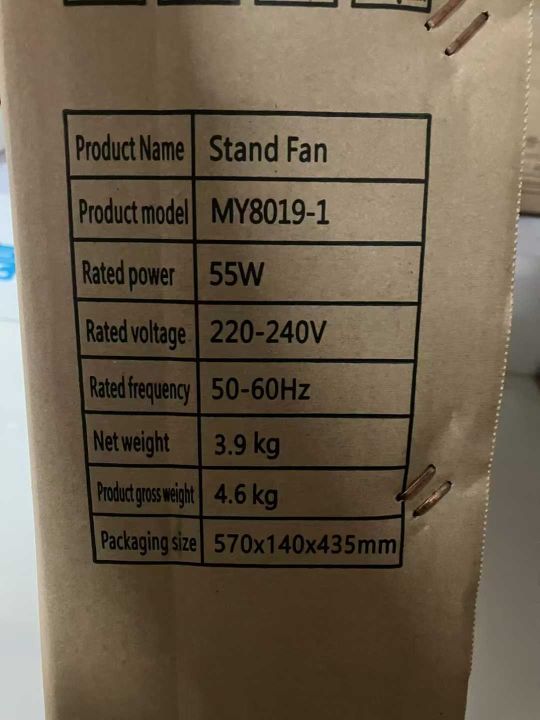 Product Name Stand Fan
Product model MY8019-1
Rated power 55W
Rated voltage 220-240V
Rated frequency 50-60Hz
Net weight 3.9 kg
Product gross weight 4.6 kg
Packaging size 570x140x435mm